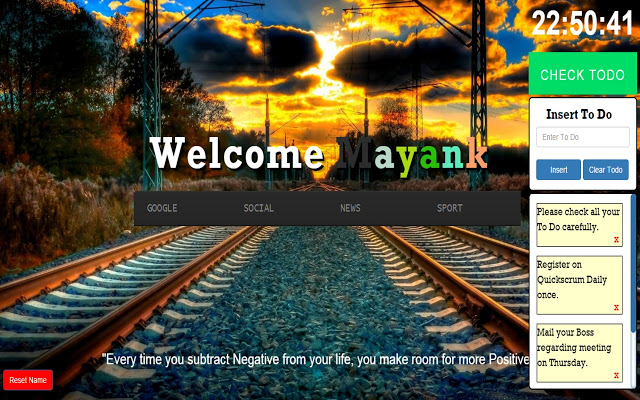 22:50:41
CHECK TODO
Insert To Do
Enter To Do
Insert Clear Todo
Welcome Mayank
GOOGLE SOCIAL NEWS SPORT
Please check all your
To Do carefully.
x
Register on
Quickscrum Daily
once.
x
Mail your Boss
regarding meeting
on Thursday.
x
"Every time you subtract Negative from your life, you make room for more Positive
Reset Name